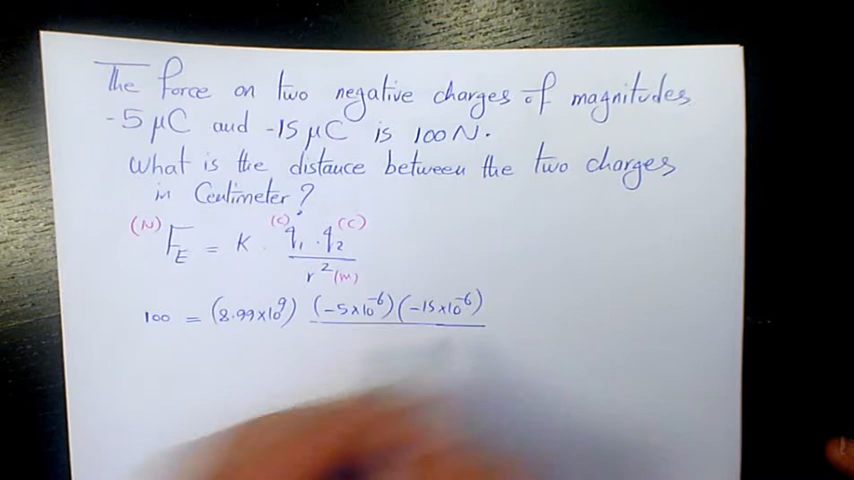 The force on two negative charges of magnitudes
-5 μC and -15 μC is 100 N.
What is the distance between the two charges
in Centimeter?
(N) F_E = K · (C) q₁ · q₂ (C) / r² (m)
100 = (8.99×10⁹) (-5×10⁻⁶)(-15×10⁻⁶)